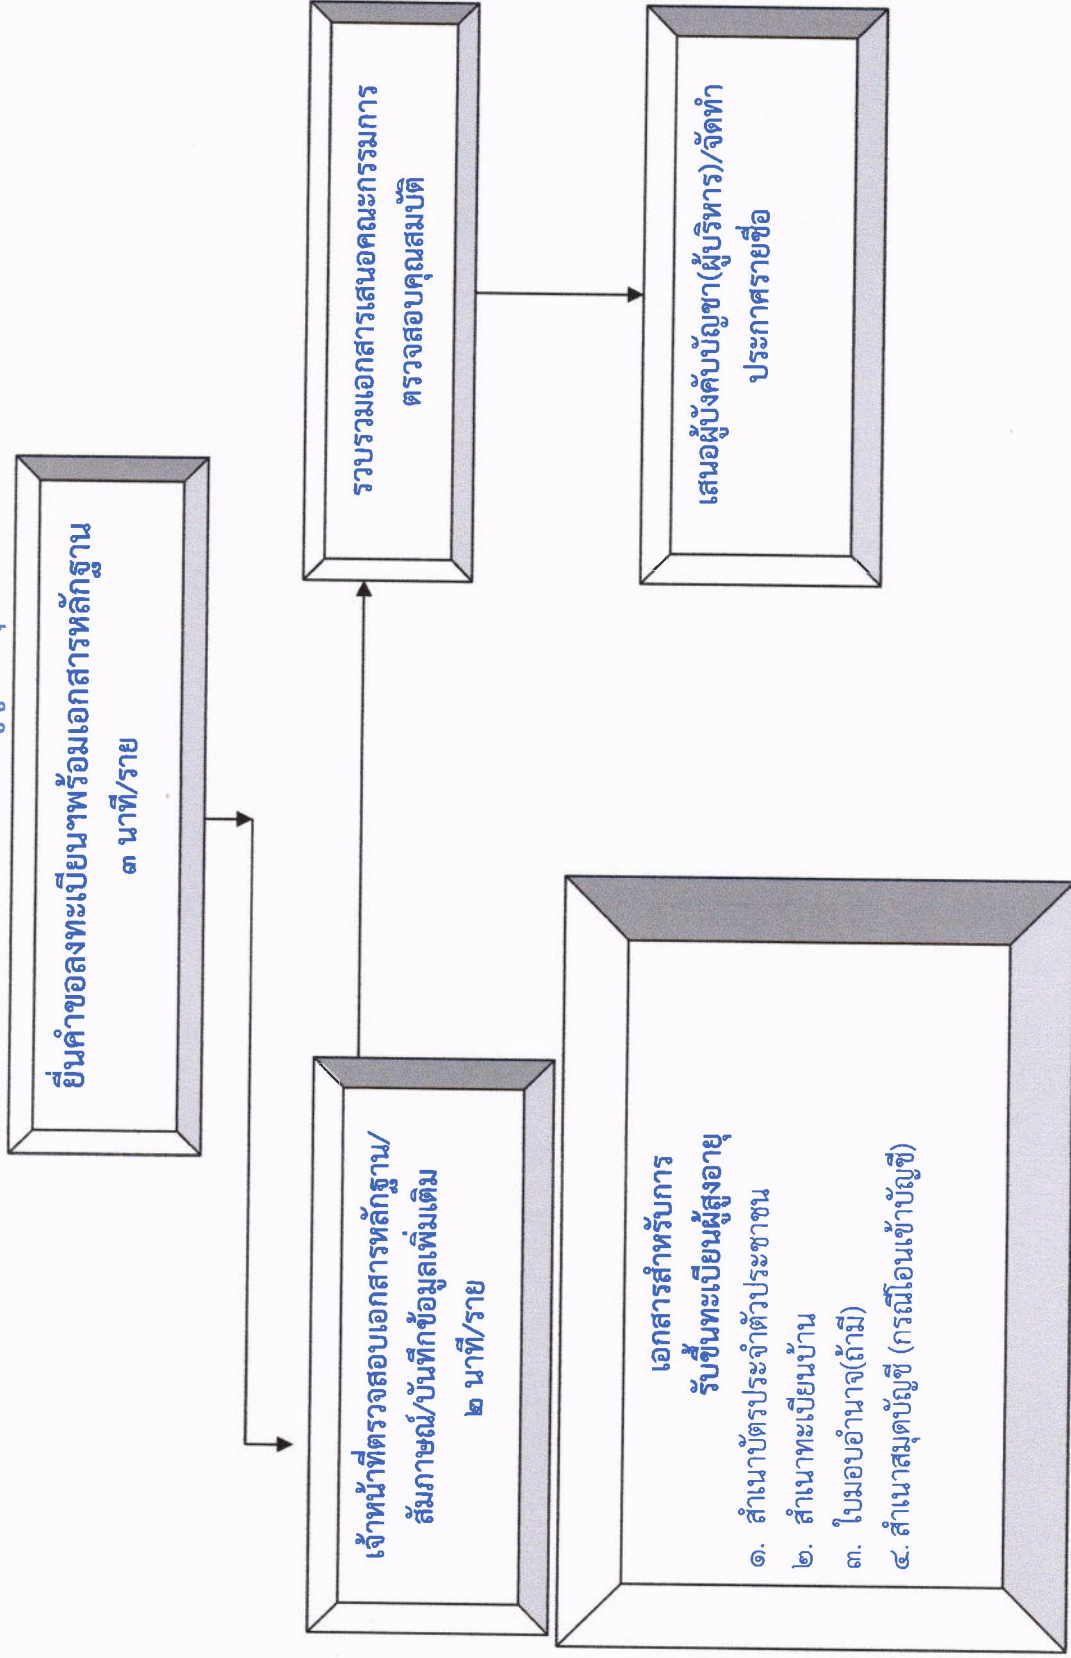 ยื่นคำขอลงทะเบียนฯพร้อมเอกสารหลักฐาน
๓ นาที/ราย
เจ้าหน้าที่ตรวจสอบเอกสารหลักฐาน/
สัมภาษณ์/บันทึกข้อมูลเพิ่มเติม
๒ นาที/ราย
รวบรวมเอกสารเสนอคณะกรรมการ
ตรวจสอบคุณสมบัติ
เสนอผู้บังคับบัญชา(ผู้บริหาร)/จัดทำ
ประกาศรายชื่อ
เอกสารสำหรับการ
รับขึ้นทะเบียนผู้สูงอายุ
๑. สำเนาบัตรประจำตัวประชาชน
๒. สำเนาทะเบียนบ้าน
๓. ใบมอบอำนาจ(ถ้ามี)
๔. สำเนาสมุดบัญชี (กรณีโอนเข้าบัญชี)